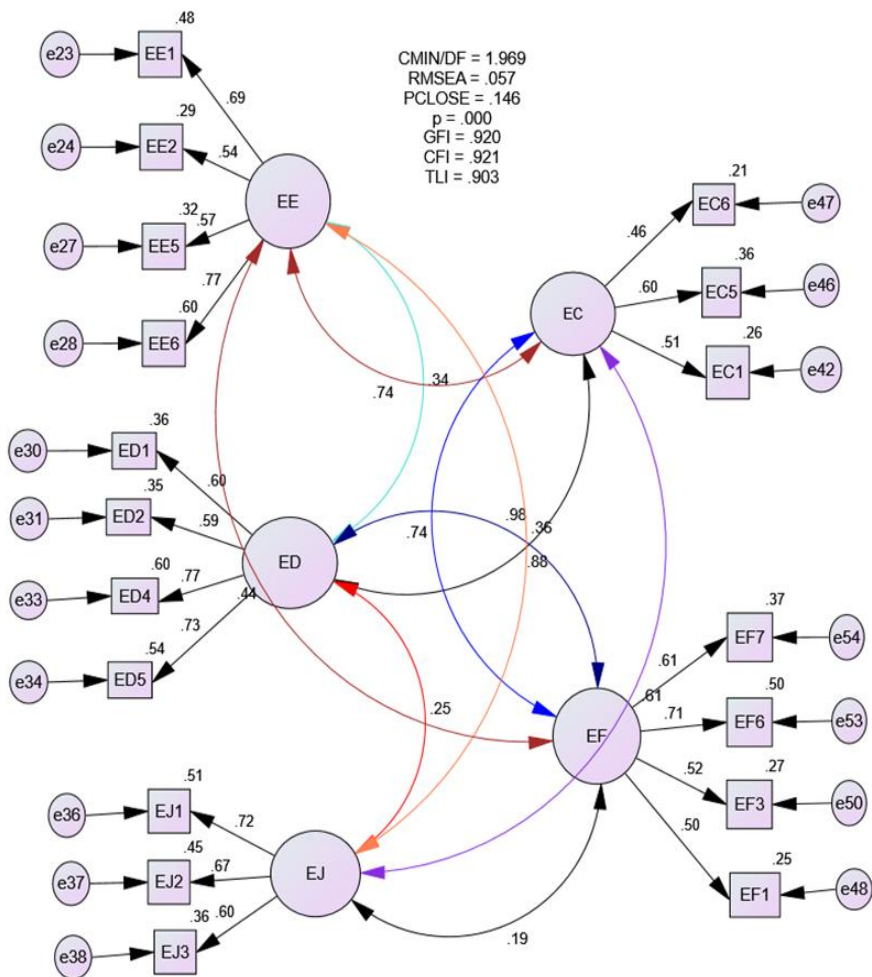 .48
e23
EE1
CMIN/DF = 1.969
RMSEA = .057
PCLOSE = .146
p = .000
GFI = .920
CFI = .921
TLI = .903
.69
.29
e24
EE2
.54
EE
.32
.57
e27
EE5
.77
.60
e28
EE6
.21
EC6
e47
.46
.36
.60
EC5
e46
EC
.51
.26
EC1
e42
.34
.74
.36
e30
ED1
.60
.35
e31
ED2
.59
ED
.60
e33
ED4
.77
.44
.73
.54
e34
ED5
.98
.74
.36
.88
.37
EF7
e54
.61
.61
.50
.71
EF6
e53
EF
.27
.52
EF3
e50
.50
.25
EF1
e48
.25
.51
e36
EJ1
.72
.45
.67
e37
EJ2
EJ
.36
.60
e38
EJ3
.19